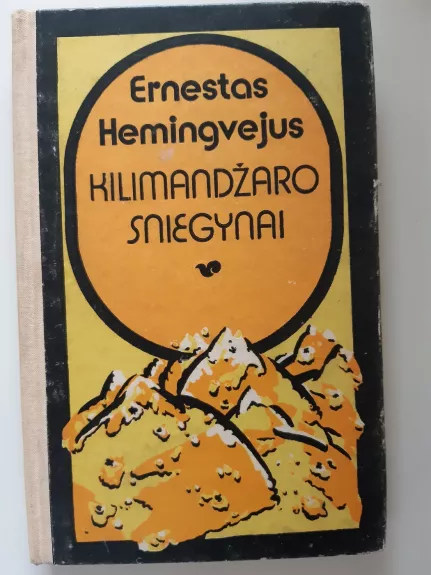 Ernestas
Hemingvejus
KILIMANDŽARO
SNIEGYNAI